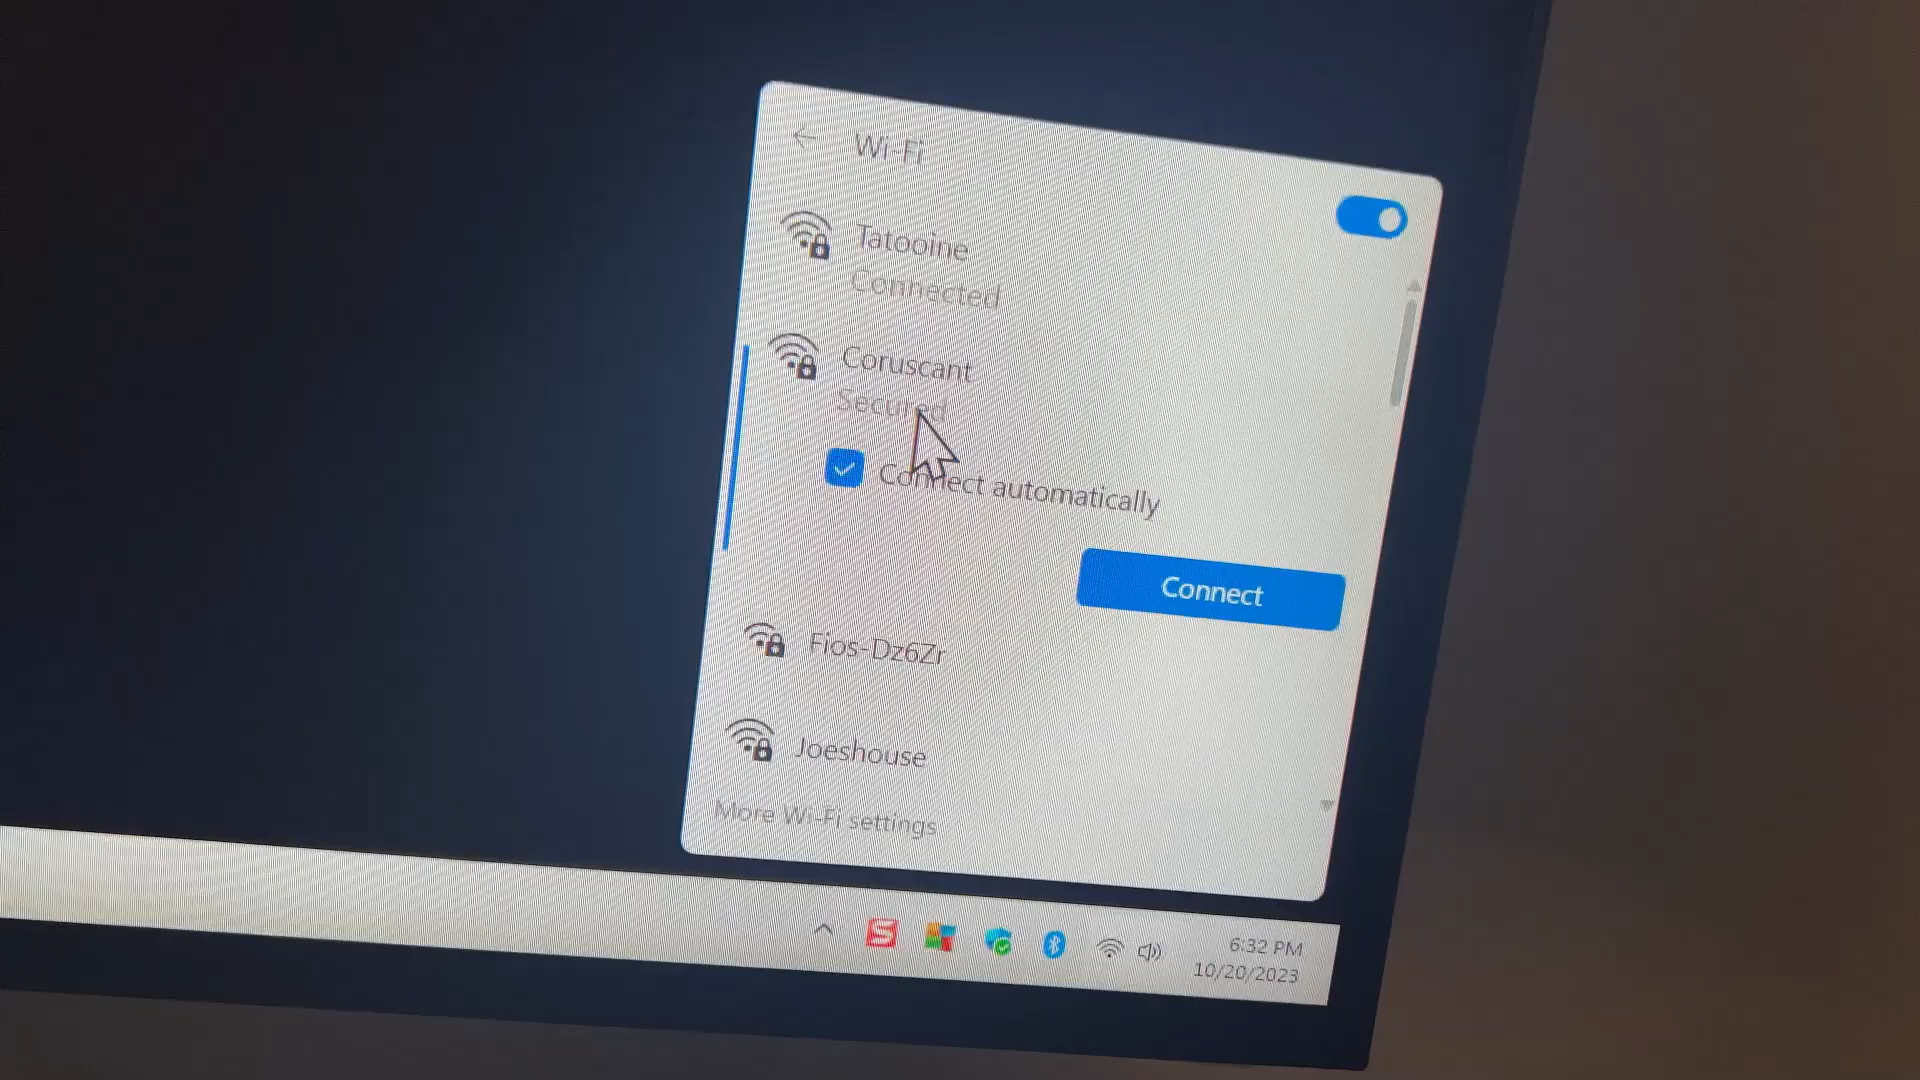 Wi-Fi
Tatooine
Connected
Coruscant
Secured
Connect automatically
Connect
Fios-Dz6Zr
Joeshouse
More Wi-Fi settings
S
6:32 PM
10/20/2023